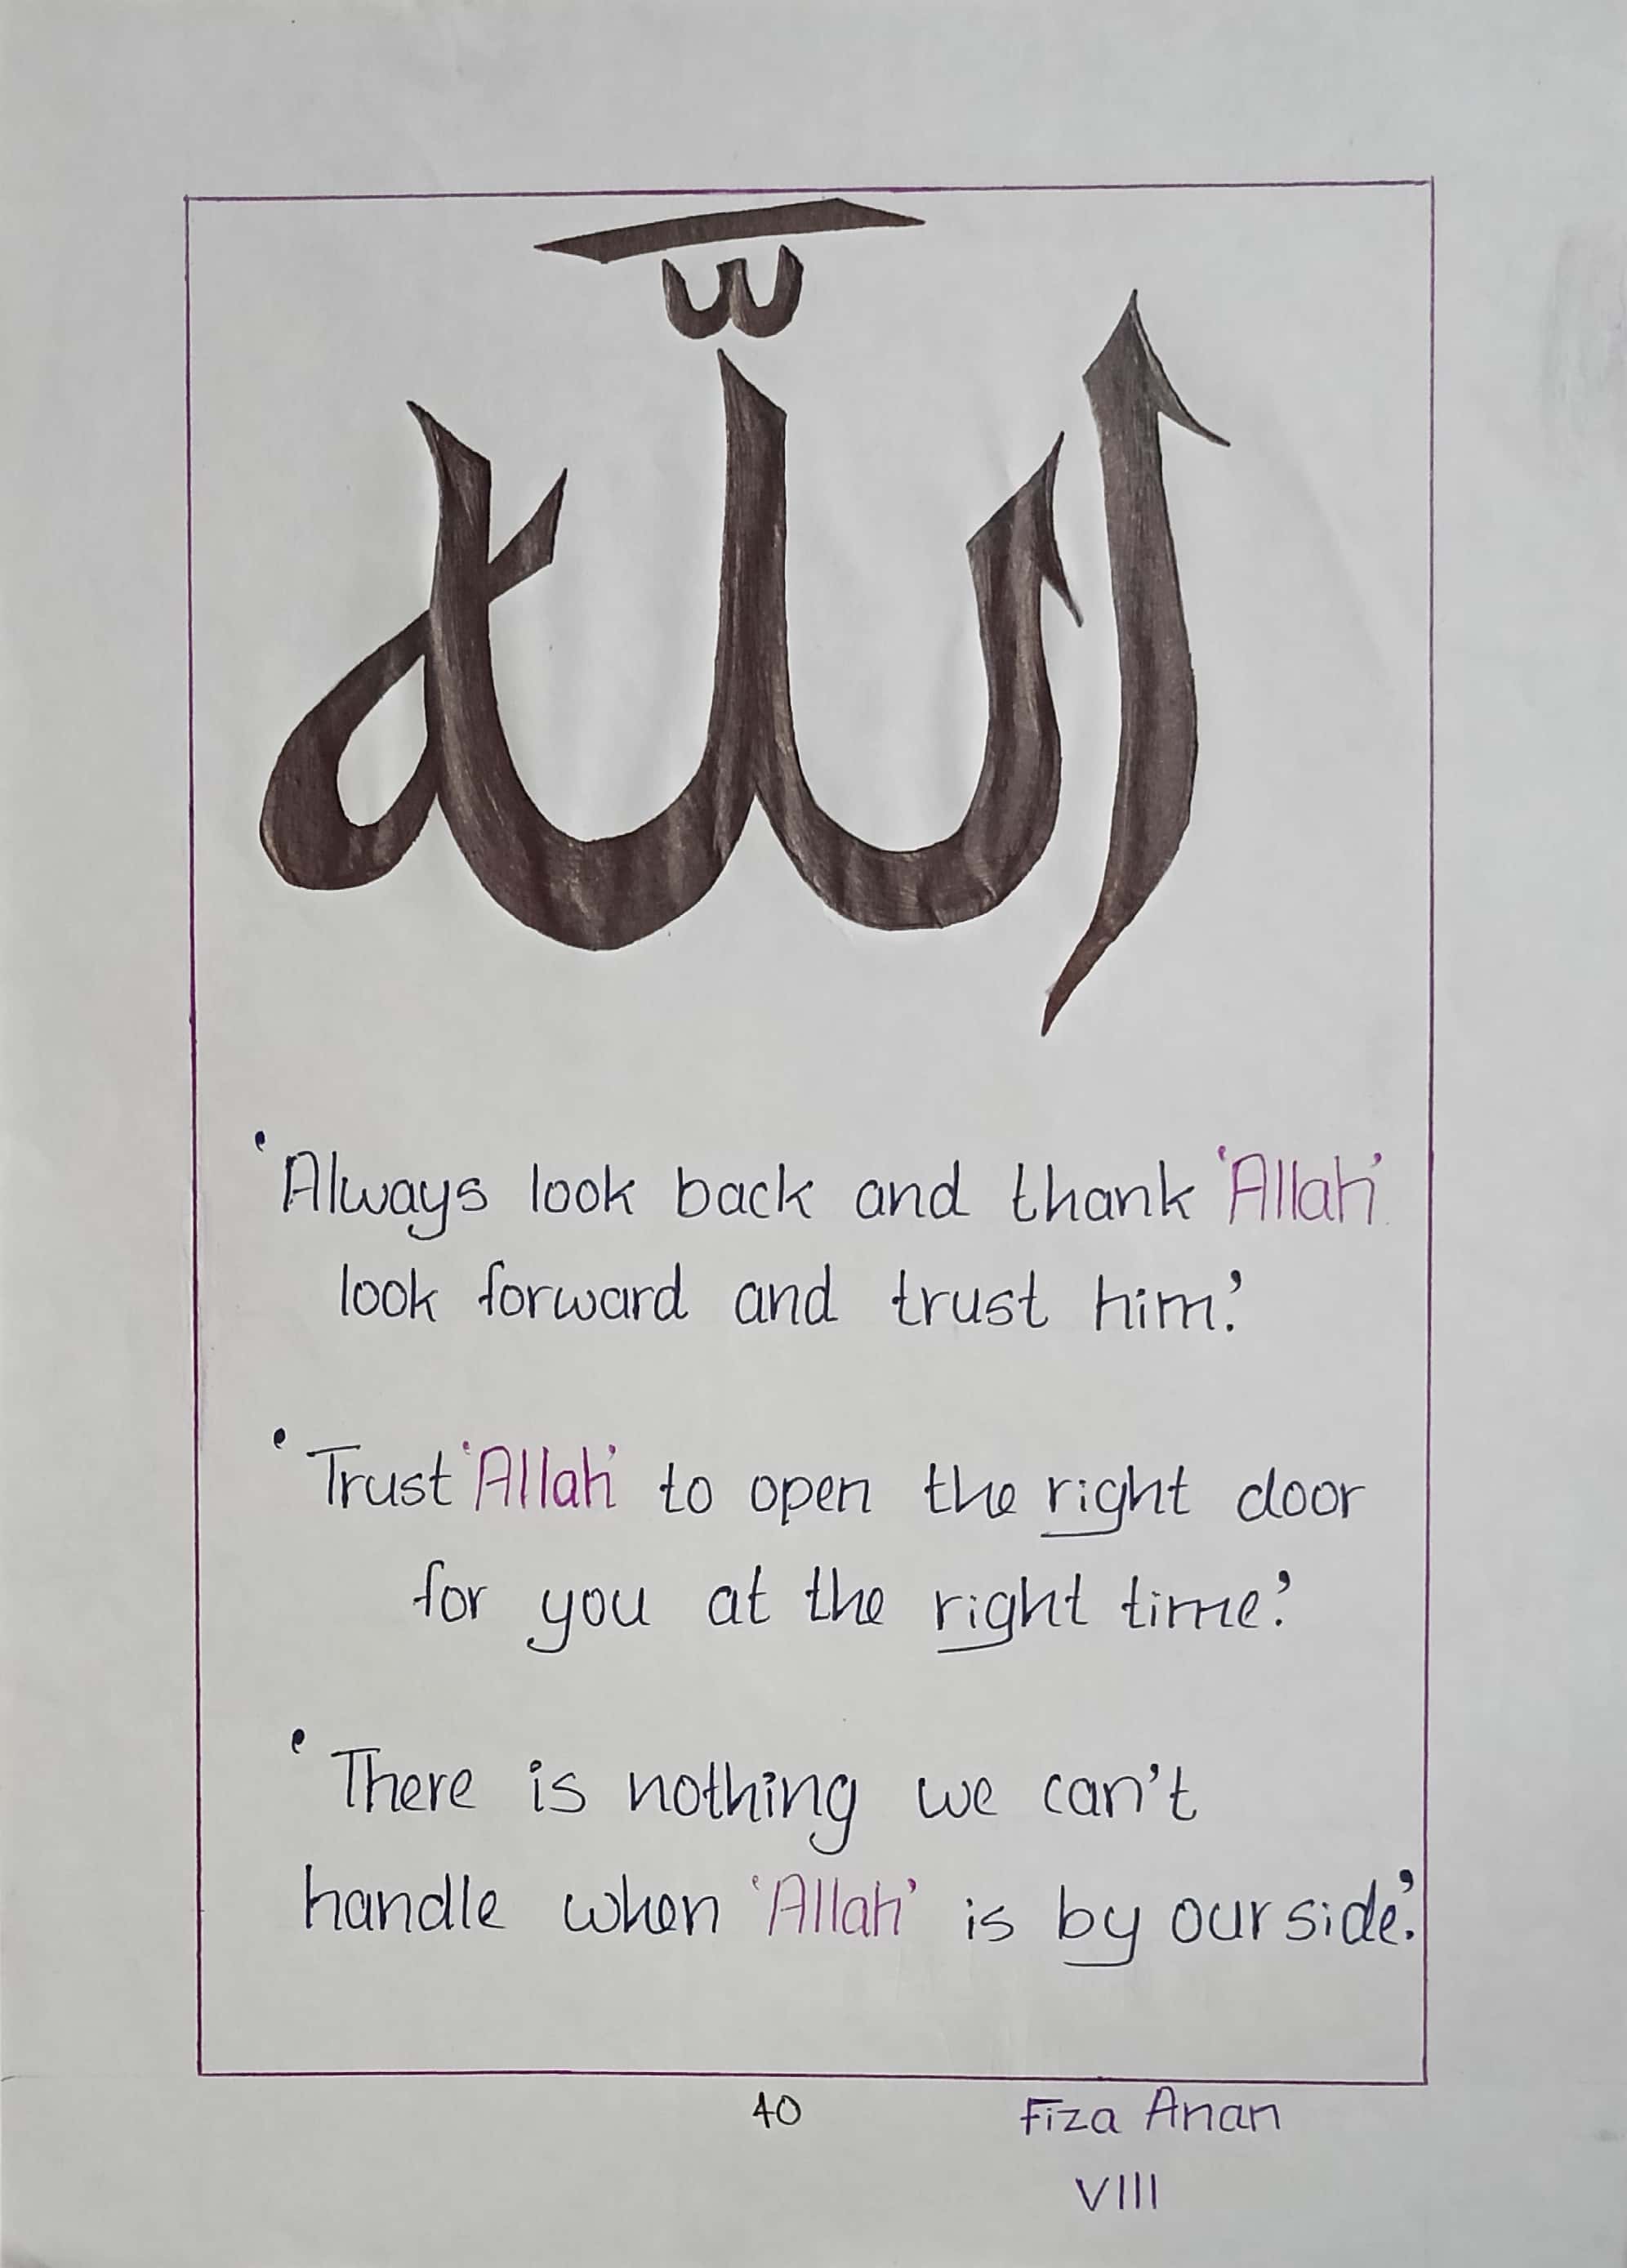 الله
'Always look back and thank 'Allah'
look forward and trust him.'
'Trust 'Allah' to open the right door
for you at the right time.'
'There is nothing we can't
handle when 'Allah' is by our side.'
40
Fiza Anan
VIII